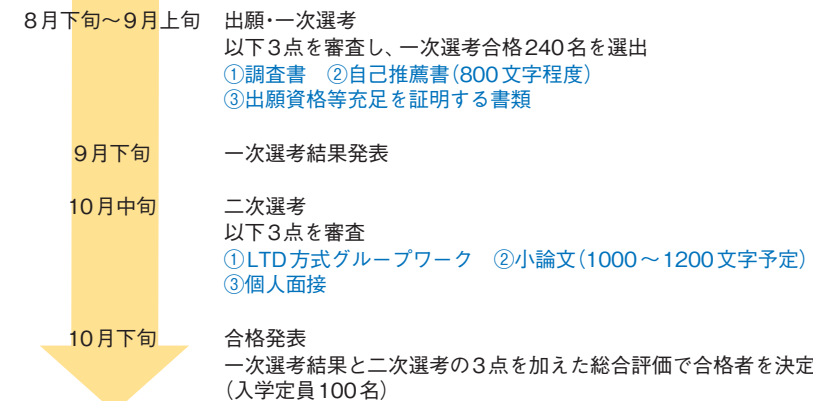 8月下旬〜9月上旬 出願・一次選考
以下3点を審査し、一次選考合格240名を選出
①調査書 ②自己推薦書(800文字程度)
③出願資格等充足を証明する書類
9月下旬 一次選考結果発表
10月中旬 二次選考
以下3点を審査
①LTD方式グループワーク ②小論文(1000〜1200文字予定)
③個人面接
10月下旬 合格発表
一次選考結果と二次選考の3点を加えた総合評価で合格者を決定
(入学定員100名)